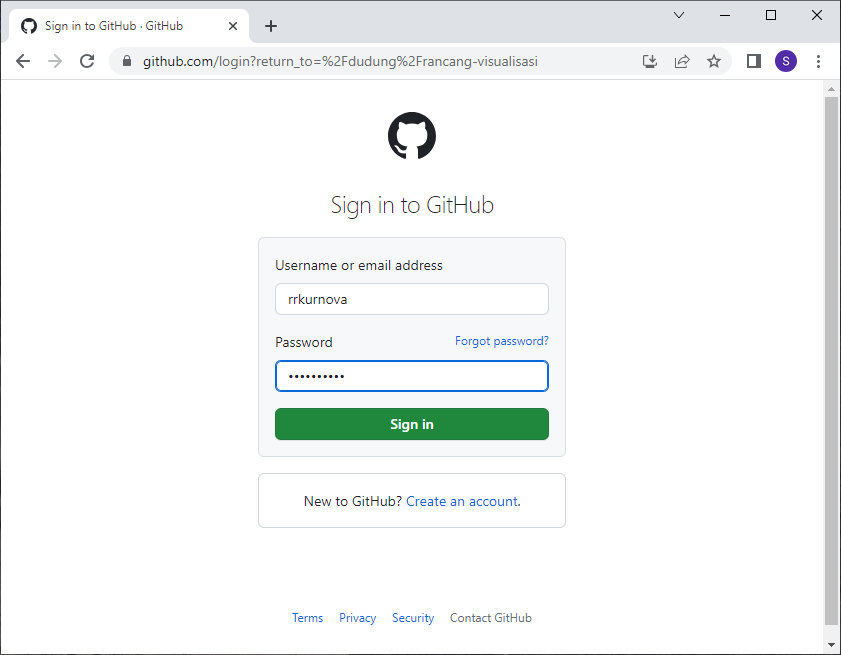 Sign in to GitHub · GitHub
github.com/login?return_to=%2Fdudung%2Francang-visualisasi
S
Sign in to GitHub
Username or email address
rrkurnova
Password Forgot password?
••••••••••
Sign in
New to GitHub? Create an account.
Terms Privacy Security Contact GitHub